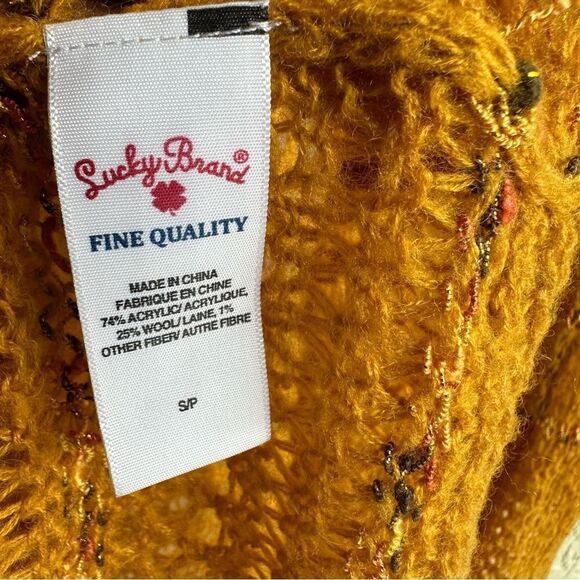 Lucky Brand®
FINE QUALITY
MADE IN CHINA
FABRIQUE EN CHINE
74% ACRYLIC/ ACRYLIQUE,
25% WOOL/ LAINE, 1%
OTHER FIBER/ AUTRE FIBRE
S/P